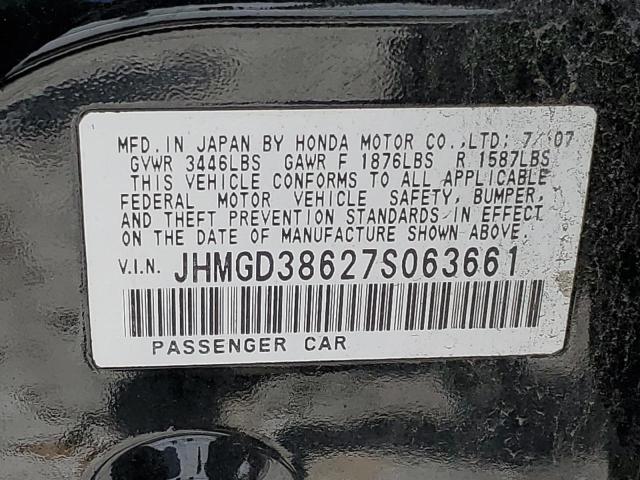 MFD. IN JAPAN BY HONDA MOTOR CO.,LTD; 7/'07
GVWR 3446LBS GAWR F 1876LBS R 1587LBS
THIS VEHICLE CONFORMS TO ALL APPLICABLE
FEDERAL MOTOR VEHICLE SAFETY, BUMPER,
AND THEFT PREVENTION STANDARDS IN EFFECT
ON THE DATE OF MANUFACTURE SHOWN ABOVE.
V.I.N. JHMGD38627S063661
PASSENGER CAR